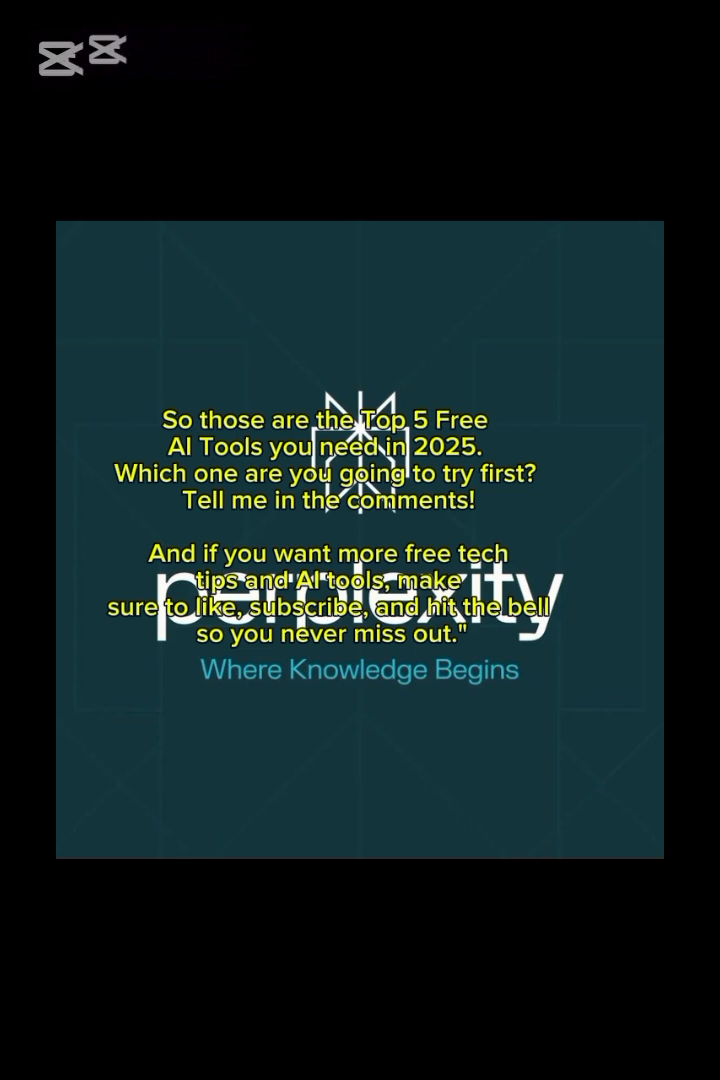 So those are the Top 5 Free
AI Tools you need in 2025.
Which one are you going to try first?
Tell me in the comments!
And if you want more free tech
tips and AI tools, make
perplexity
sure to like, subscribe, and hit the bell
so you never miss out."
Where Knowledge Begins